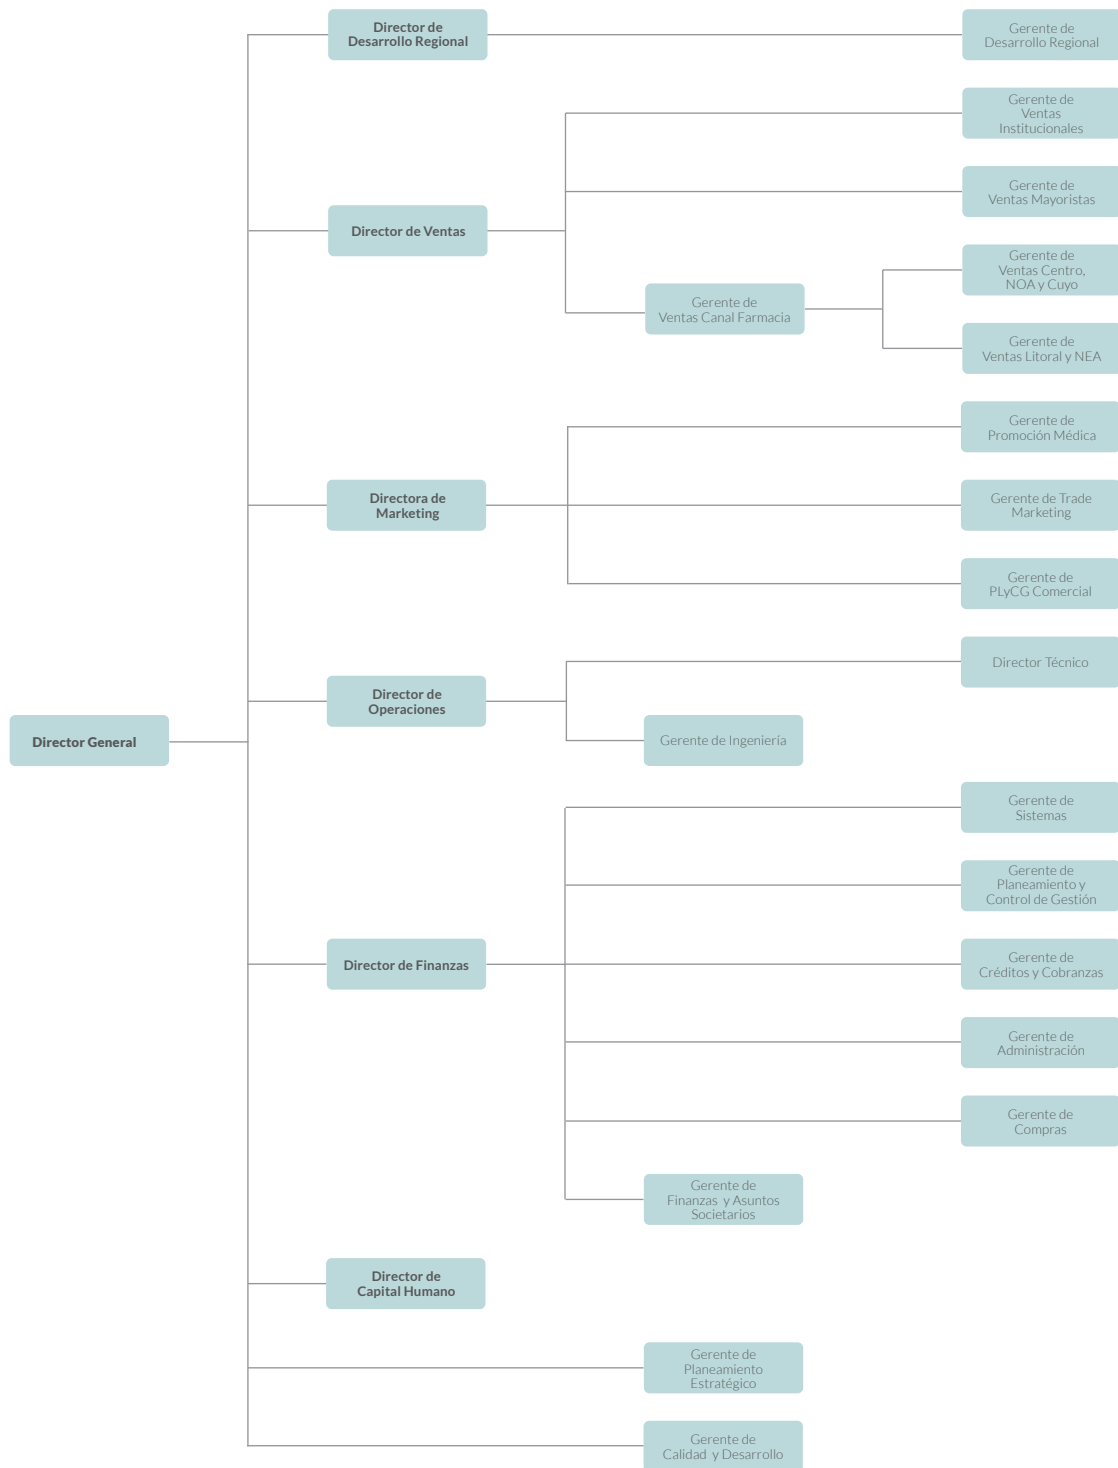 Director de
Desarrollo Regional
Gerente de
Desarrollo Regional
Gerente de
Ventas
Institucionales
Gerente de
Ventas Mayoristas
Director de Ventas
Gerente de
Ventas Centro,
NOA y Cuyo
Gerente de
Ventas Canal Farmacia
Gerente de
Ventas Litoral y NEA
Gerente de
Promoción Médica
Directora de
Marketing
Gerente de Trade
Marketing
Gerente de
PLyCG Comercial
Director Técnico
Director de
Operaciones
Director General
Gerente de Ingeniería
Gerente de
Sistemas
Gerente de
Planeamiento y
Control de Gestión
Director de Finanzas
Gerente de
Créditos y Cobranzas
Gerente de
Administración
Gerente de
Compras
Gerente de
Finanzas y Asuntos
Societarios
Director de
Capital Humano
Gerente de
Planeamiento
Estratégico
Gerente de
Calidad y Desarrollo